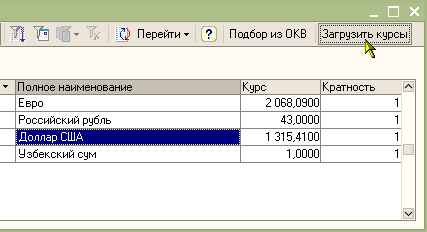 Перейти Подбор из ОКВ Загрузить курсы
Полное наименование Курс Кратность
Евро 2 068,0900 1
Российский рубль 43,0000 1
Доллар США 1 315,4100 1
Узбекский сум 1,0000 1